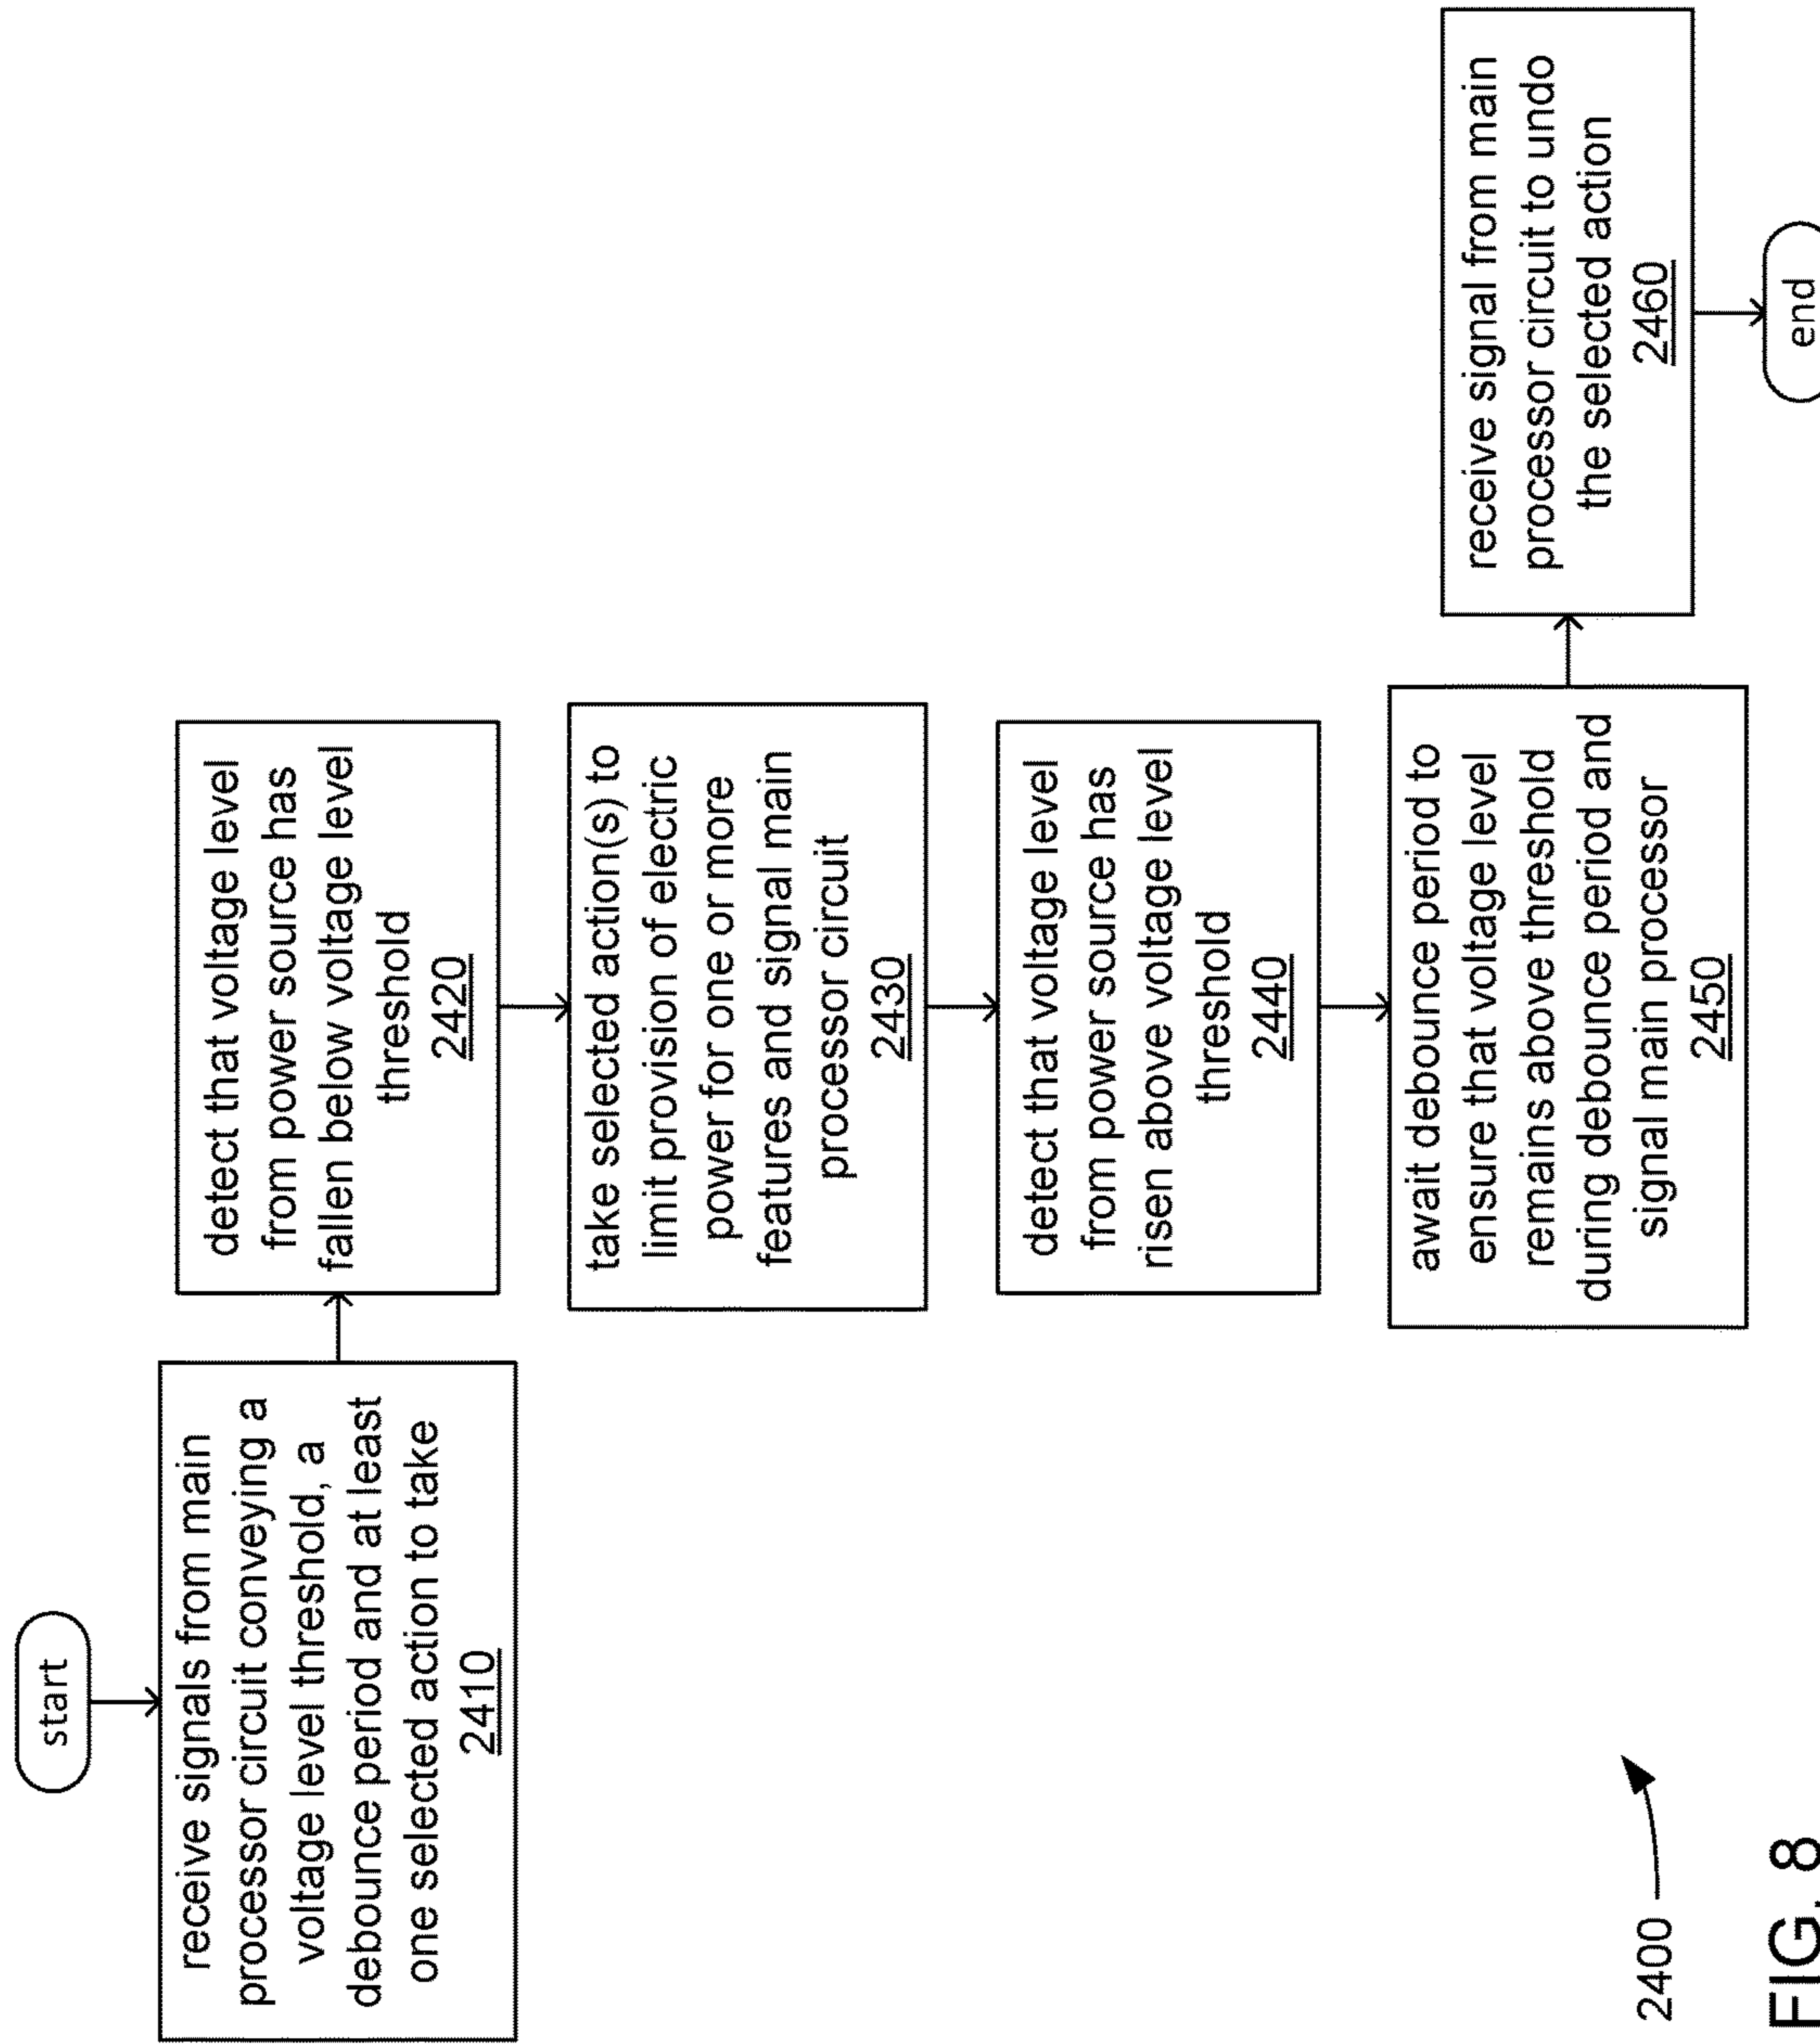 start
receive signals from main
processor circuit conveying a
voltage level threshold, a
debounce period and at least
one selected action to take
2410
detect that voltage level
from power source has
fallen below voltage level
threshold
2420
take selected action(s) to
limit provision of electric
power for one or more
features and signal main
processor circuit
2430
detect that voltage level
from power source has
risen above voltage level
threshold
2440
await debounce period to
ensure that voltage level
remains above threshold
during debounce period and
signal main processor
2450
receive signal from main
processor circuit to undo
the selected action
2460
end
2400
FIG. 8